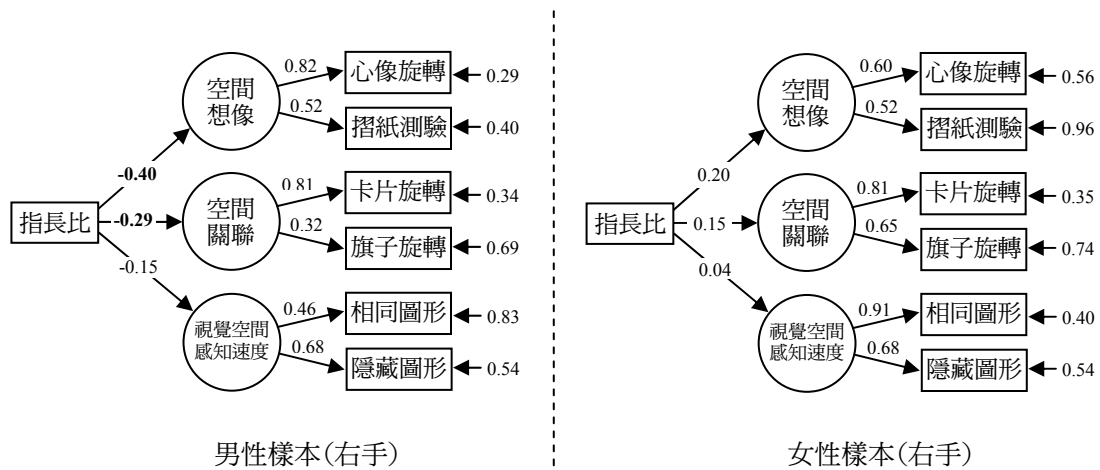 空間
想像
0.82
心像旋轉
0.29
0.52
摺紙測驗
0.40
-0.40
指長比
-0.29
空間
關聯
0.81
卡片旋轉
0.34
0.32
旗子旋轉
0.69
-0.15
視覺空間
感知速度
0.46
相同圖形
0.83
0.68
隱藏圖形
0.54
男性樣本(右手)
空間
想像
0.60
心像旋轉
0.56
0.52
摺紙測驗
0.96
0.20
指長比
0.15
空間
關聯
0.81
卡片旋轉
0.35
0.65
旗子旋轉
0.74
0.04
視覺空間
感知速度
0.91
相同圖形
0.40
0.68
隱藏圖形
0.54
女性樣本(右手)